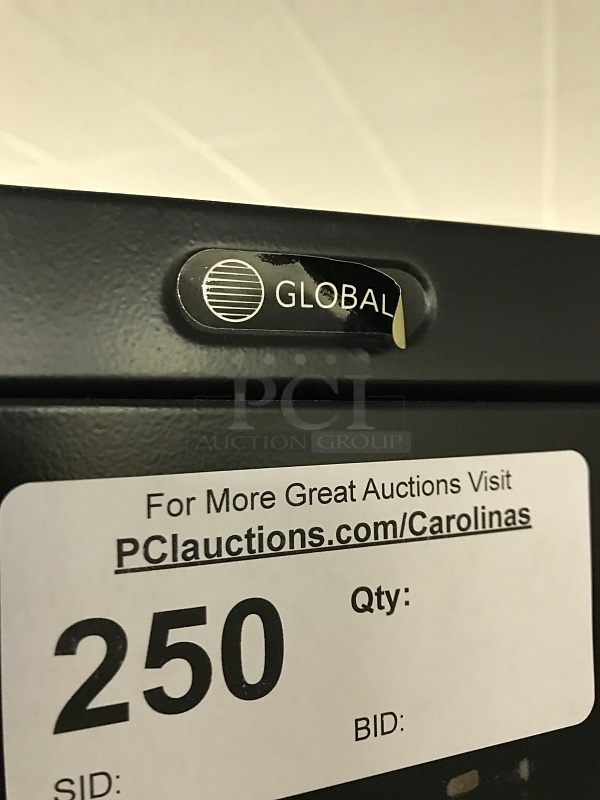 GLOBAL
PCI
AUCTION GROUP
For More Great Auctions Visit
PCIauctions.com/Carolinas
250
Qty:
BID:
SID: